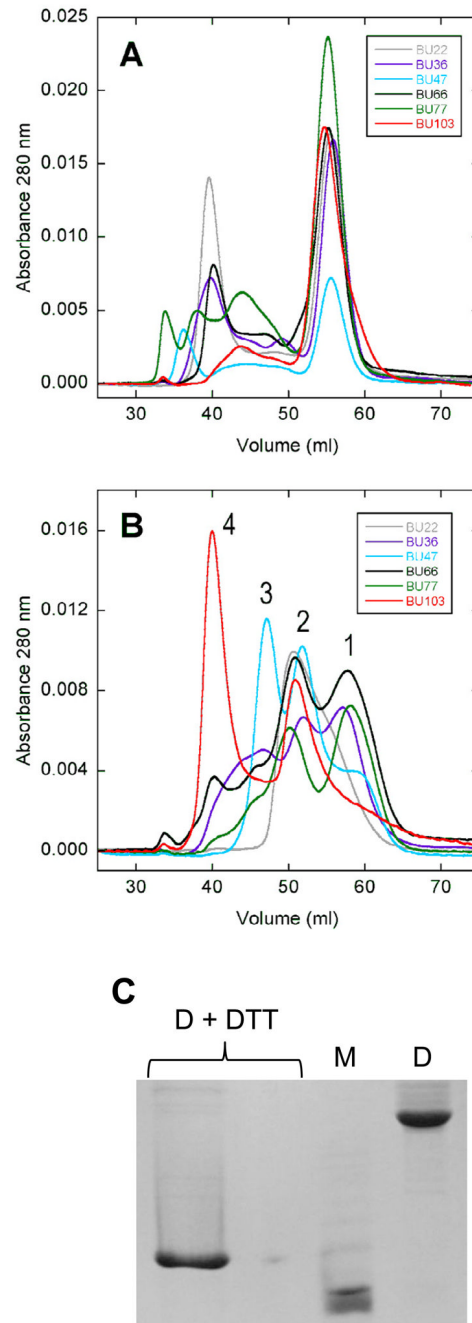 A
BU22
BU36
BU47
BU66
BU77
BU103
0.025
0.020
0.015
0.010
0.005
0.000
Absorbance 280 nm
30 40 50 60 70
Volume (ml)
B
4
3
2
1
BU22
BU36
BU47
BU66
BU77
BU103
0.016
0.012
0.008
0.004
0.000
Absorbance 280 nm
30 40 50 60 70
Volume (ml)
C
D + DTT M D